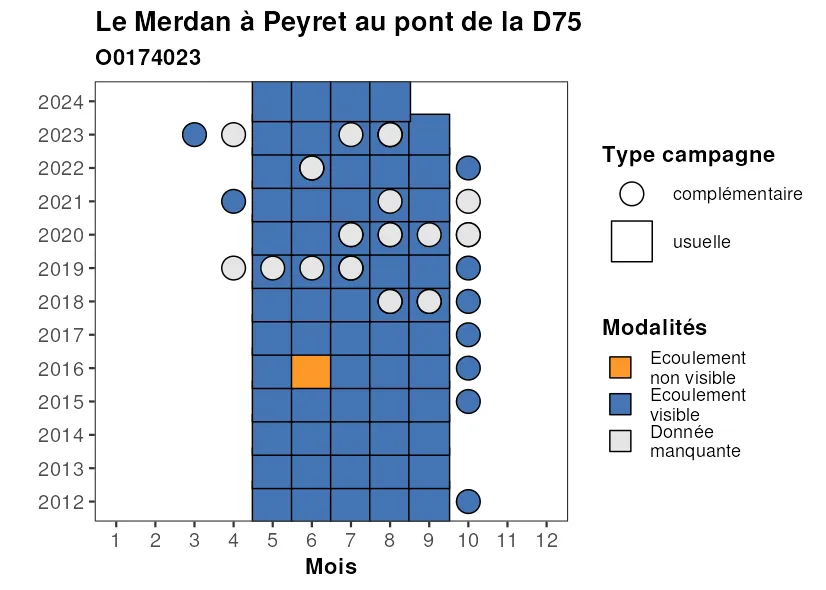 Le Merdan à Peyret au pont de la D75
O0174023
2024
2023
2022
2021
2020
2019
2018
2017
2016
2015
2014
2013
2012
1 2 3 4 5 6 7 8 9 10 11 12
Mois
Type campagne
complémentaire
usuelle
Modalités
Ecoulement
non visible
Ecoulement
visible
Donnée
manquante